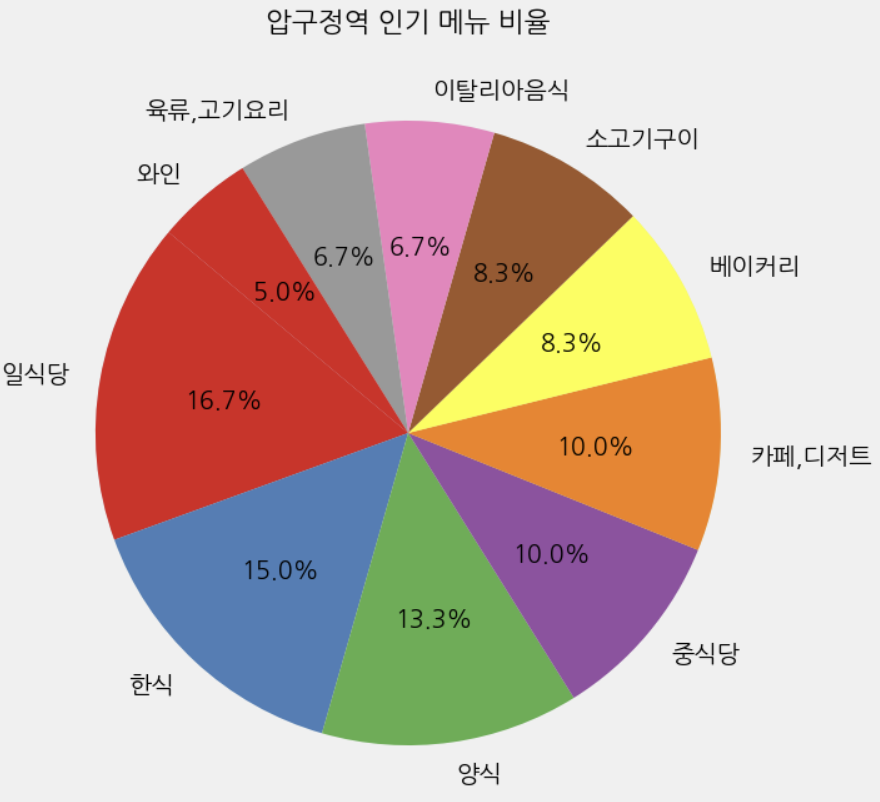 압구정역 인기 메뉴 비율
이탈리아음식
육류,고기요리
소고기구이
와인
베이커리
일식당
카페,디저트
한식
중식당
양식
6.7%
6.7%
8.3%
5.0%
8.3%
16.7%
10.0%
10.0%
15.0%
13.3%